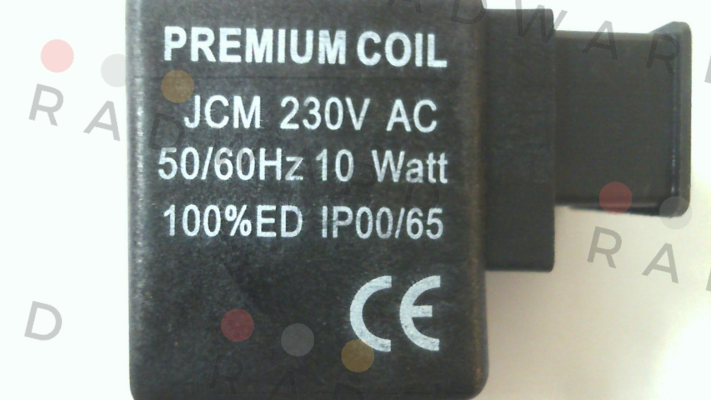 PREMIUM COIL
JCM 230V AC
50/60Hz 10 Watt
100%ED IP00/65
CE